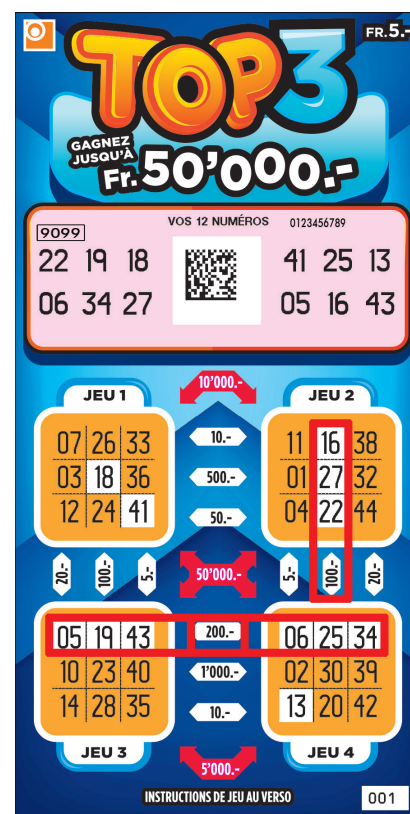 FR.5.-
TOP3
GAGNEZ
JUSQU'À
Fr. 50'000.-
VOS 12 NUMÉROS 0123456789
9099
22 19 18 41 25 13
06 34 27 05 16 43
10'000.-
JEU 1 JEU 2
07 26 33 10.- 11 16 38
03 18 36 500.- 01 27 32
12 24 41 50.- 04 22 44
20.- 100.- 5.- 50'000.- 5.- 100.- 20.-
05 19 43 200.- 06 25 34
10 23 40 1'000.- 02 30 39
14 28 35 10.- 13 20 42
JEU 3 JEU 4
5'000.-
INSTRUCTIONS DE JEU AU VERSO 001